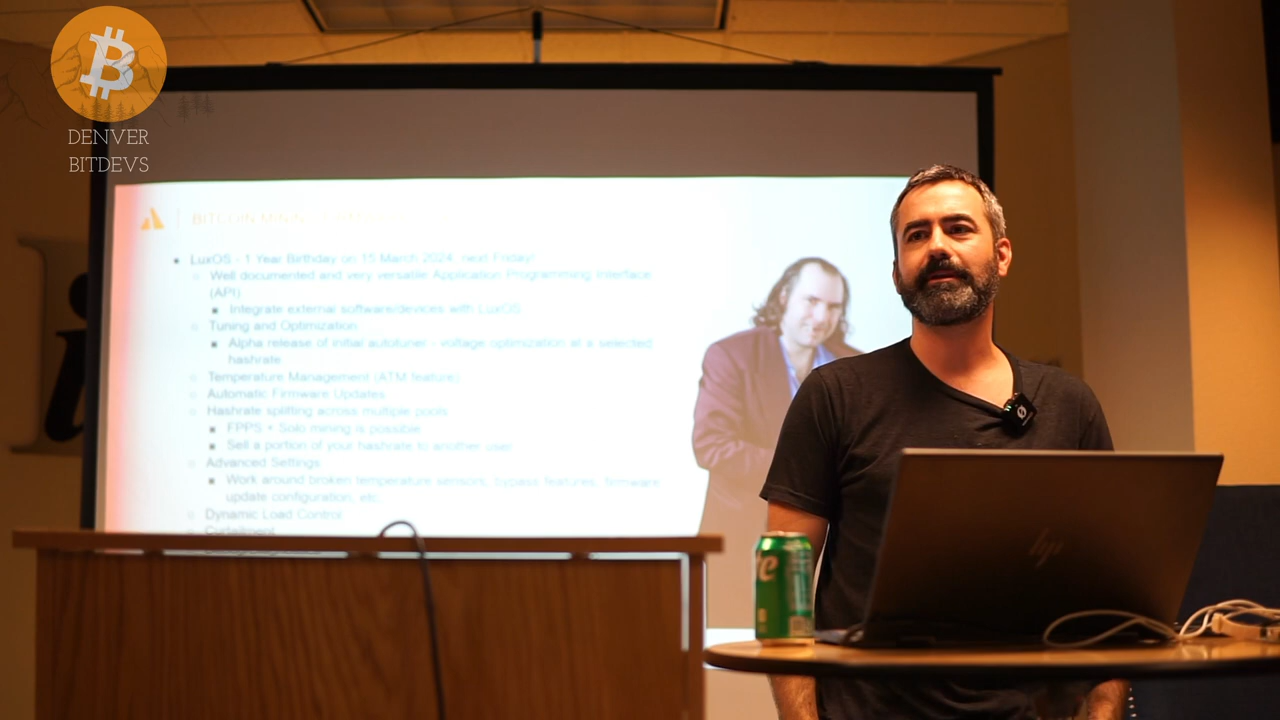 DENVER
BITDEVS
BITCOIN MINING
LuxOS - 1 Year Birthday on 15 March 2024, next Friday!
Well documented and very versatile Application Programming Interface
(API)
Integrate external software/devices with LuxOS
Tuning and Optimization
Alpha release of initial autotuner - voltage optimization at a selected
hashrate
Temperature Management (ATM feature)
Automatic Firmware Updates
Hashrate splitting across multiple pools
FPPS + Solo mining is possible
Sell a portion of your hashrate to another user
Advanced Settings
Work around broken temperature sensors, bypass features, firmware
update configuration, etc.
Dynamic Load Control
Curtailment
hp